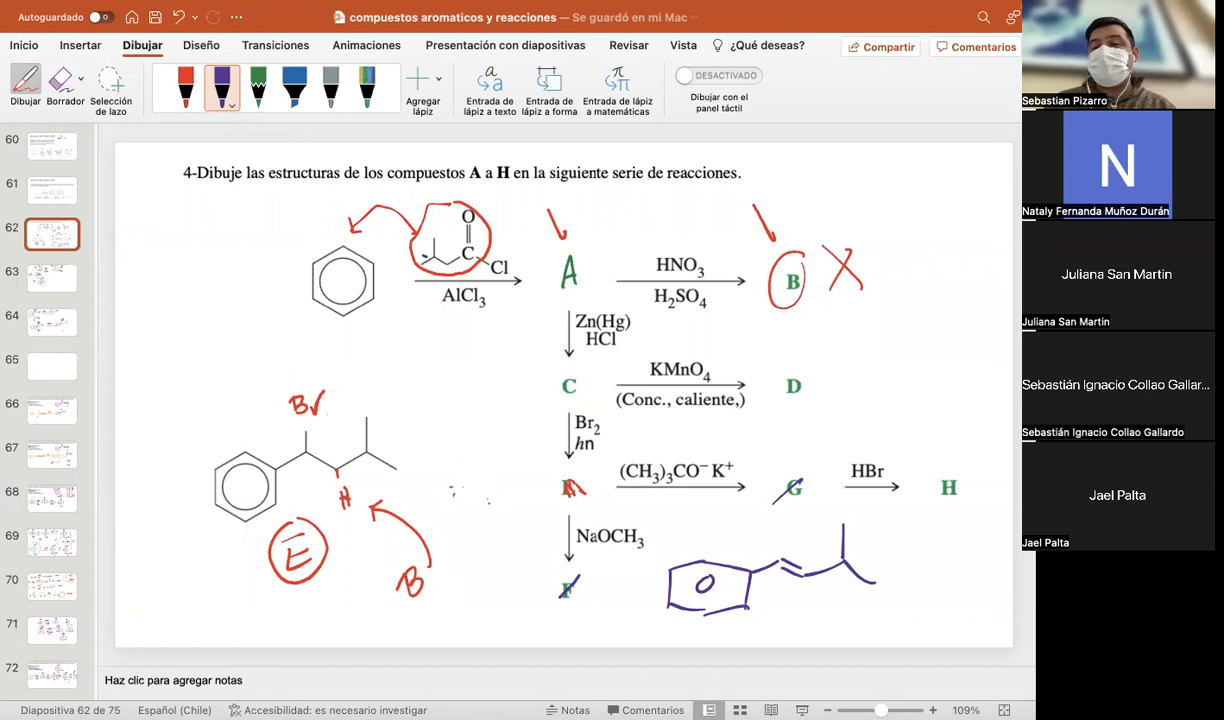 Autoguardado
compuestos aromaticos y reacciones — Se guardó en mi Mac
Inicio Insertar Dibujar Diseño Transiciones Animaciones Presentación con diapositivas Revisar Vista ¿Qué deseas? Compartir Comentarios
Dibujar
Borrador
Selección de lazo
Agregar lápiz
Entrada de lápiz a texto
Entrada de lápiz a forma
Entrada de lápiz a matemáticas
DESACTIVADO
Dibujar con el panel táctil
60
61
62
63
64
65
66
67
68
69
70
71
72
4-Dibuje las estructuras de los compuestos A a H en la siguiente serie de reacciones.
O
C
Cl
AlCl3
A
HNO3
H2SO4
B
X
Zn(Hg)
HCl
C
KMnO4
(Conc., caliente,)
D
Br2
hn
Br
H
E
B
(CH3)3CO− K+
G
HBr
H
NaOCH3
F
Haz clic para agregar notas
Diapositiva 62 de 75 Español (Chile) Accesibilidad: es necesario investigar Notas Comentarios 109%
Sebastian Pizarro
N
Nataly Fernanda Muñoz Durán
Juliana San Martin
Juliana San Martin
Sebastián Ignacio Collao Gallar...
Sebastián Ignacio Collao Gallardo
Jael Palta
Jael Palta